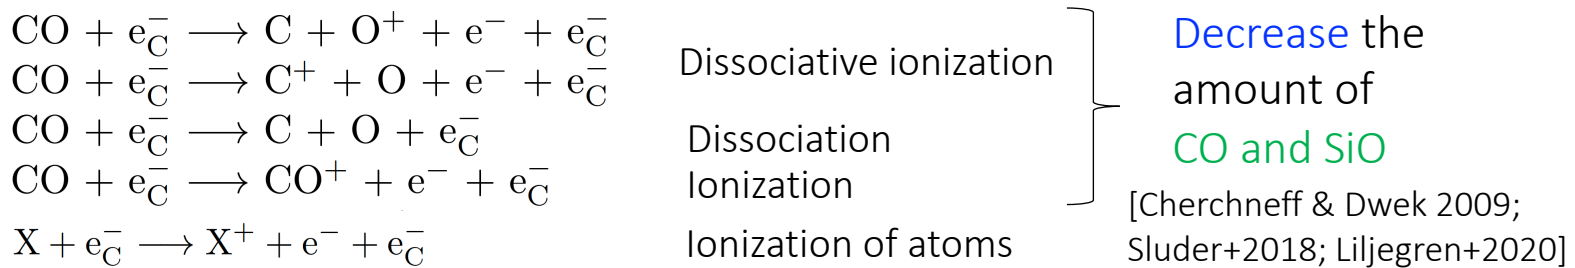 CO + e_C^- ⟶ C + O^+ + e^- + e_C^-
CO + e_C^- ⟶ C^+ + O + e^- + e_C^-
CO + e_C^- ⟶ C + O + e_C^-
CO + e_C^- ⟶ CO^+ + e^- + e_C^-
X + e_C^- ⟶ X^+ + e^- + e_C^-
Dissociative ionization
Dissociation
Ionization
Ionization of atoms
Decrease the
amount of
CO and SiO
[Cherchneff & Dwek 2009;
Sluder+2018; Liljegren+2020]